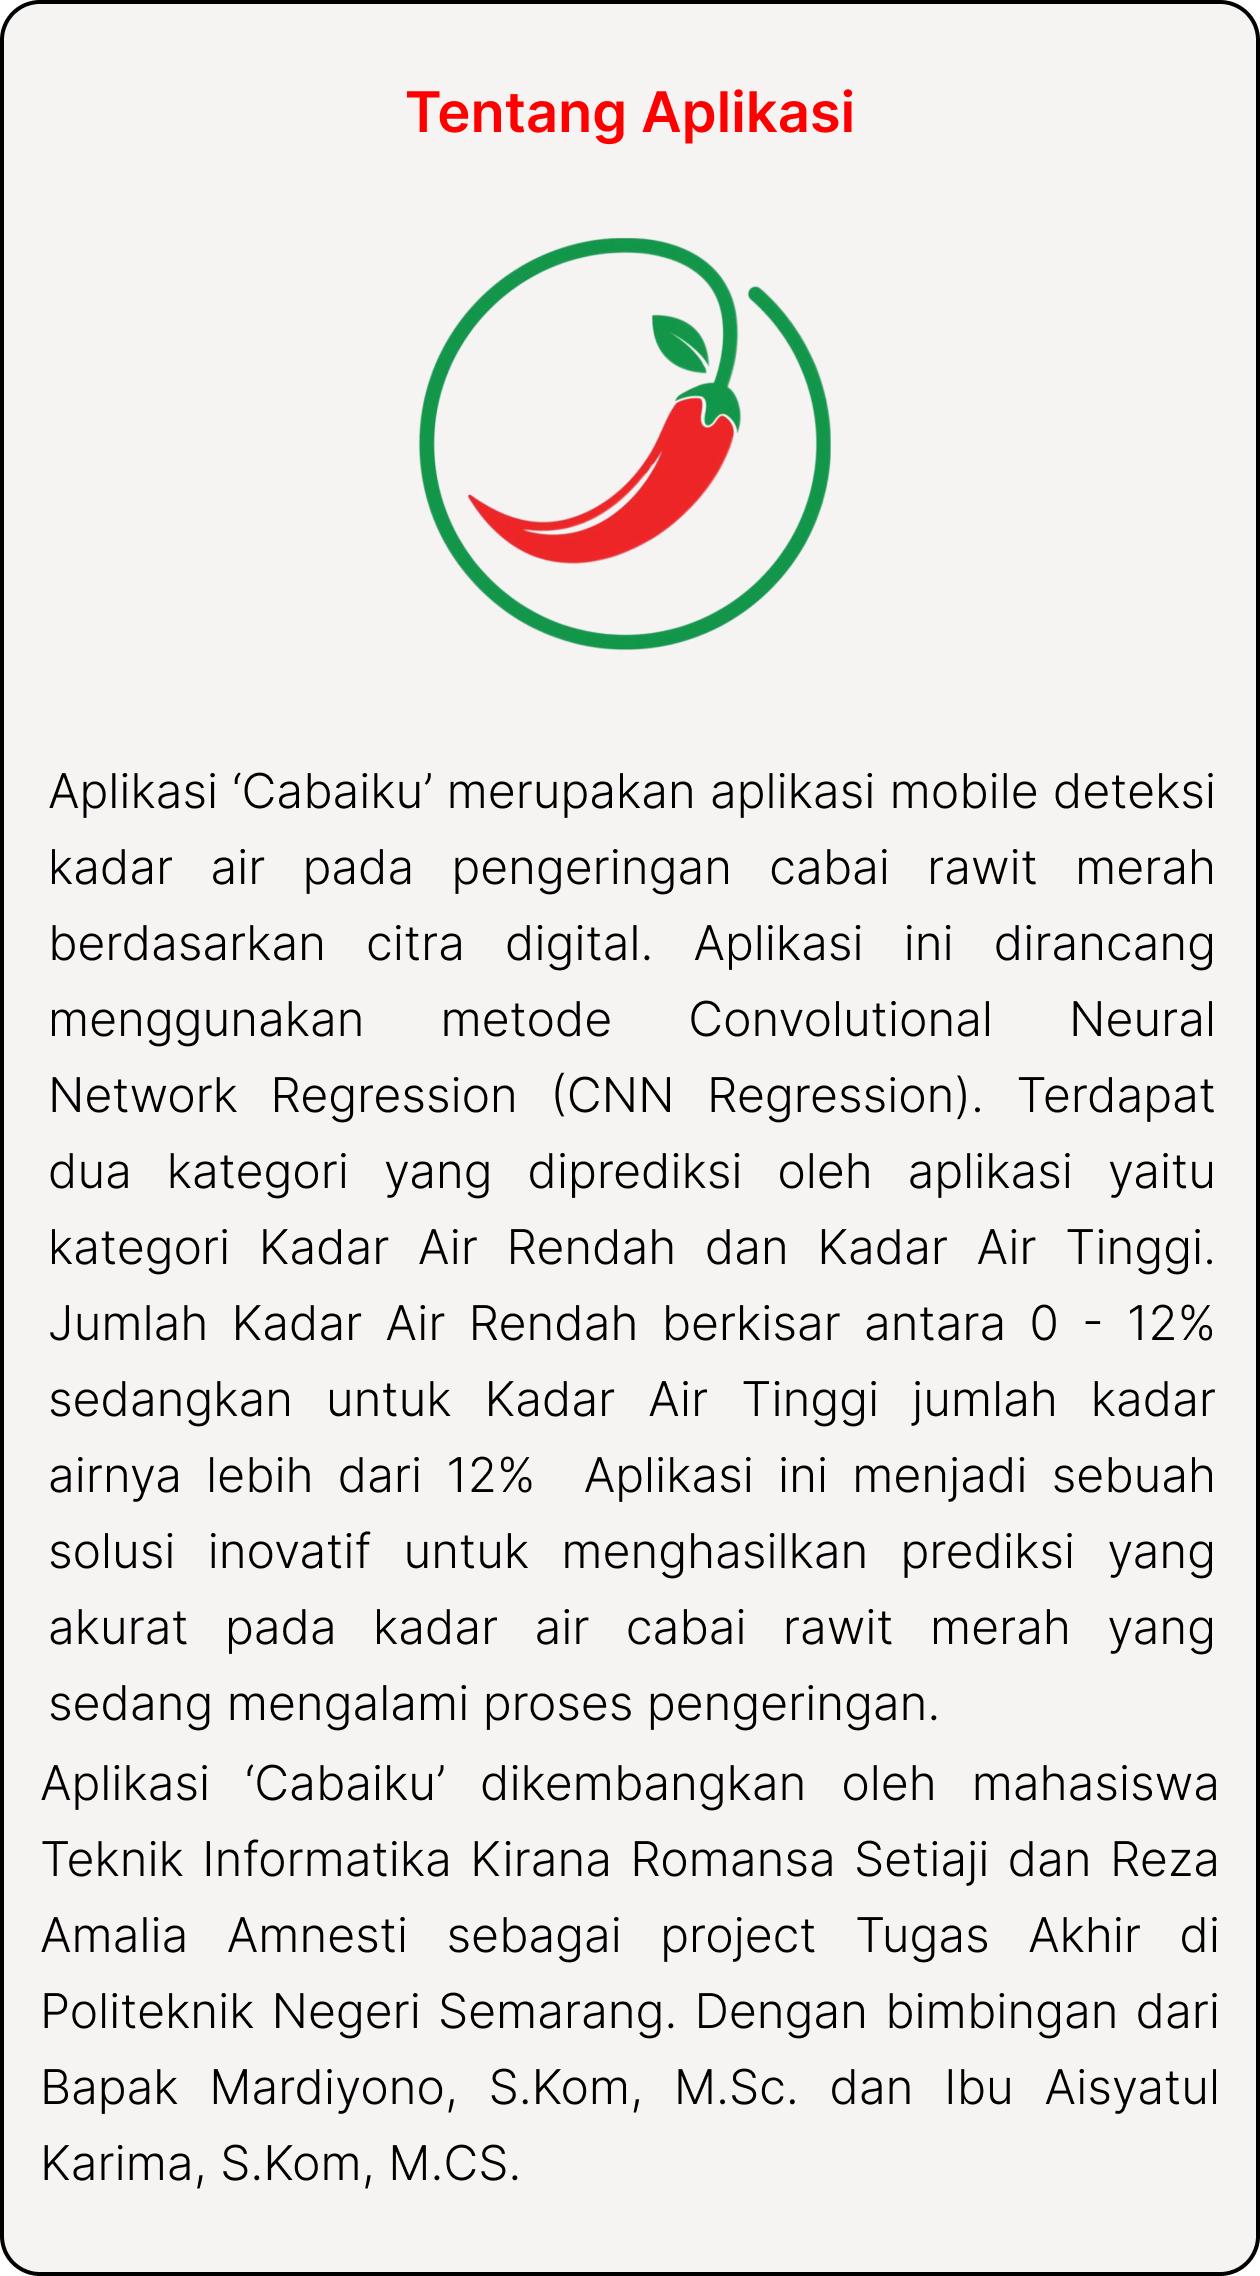 Tentang Aplikasi
Aplikasi ‘Cabaiku’ merupakan aplikasi mobile deteksi
kadar air pada pengeringan cabai rawit merah
berdasarkan citra digital. Aplikasi ini dirancang
menggunakan metode Convolutional Neural
Network Regression (CNN Regression). Terdapat
dua kategori yang diprediksi oleh aplikasi yaitu
kategori Kadar Air Rendah dan Kadar Air Tinggi.
Jumlah Kadar Air Rendah berkisar antara 0 - 12%
sedangkan untuk Kadar Air Tinggi jumlah kadar
airnya lebih dari 12%  Aplikasi ini menjadi sebuah
solusi inovatif untuk menghasilkan prediksi yang
akurat pada kadar air cabai rawit merah yang
sedang mengalami proses pengeringan.
Aplikasi ‘Cabaiku’ dikembangkan oleh mahasiswa
Teknik Informatika Kirana Romansa Setiaji dan Reza
Amalia Amnesti sebagai project Tugas Akhir di
Politeknik Negeri Semarang. Dengan bimbingan dari
Bapak Mardiyono, S.Kom, M.Sc. dan Ibu Aisyatul
Karima, S.Kom, M.CS.